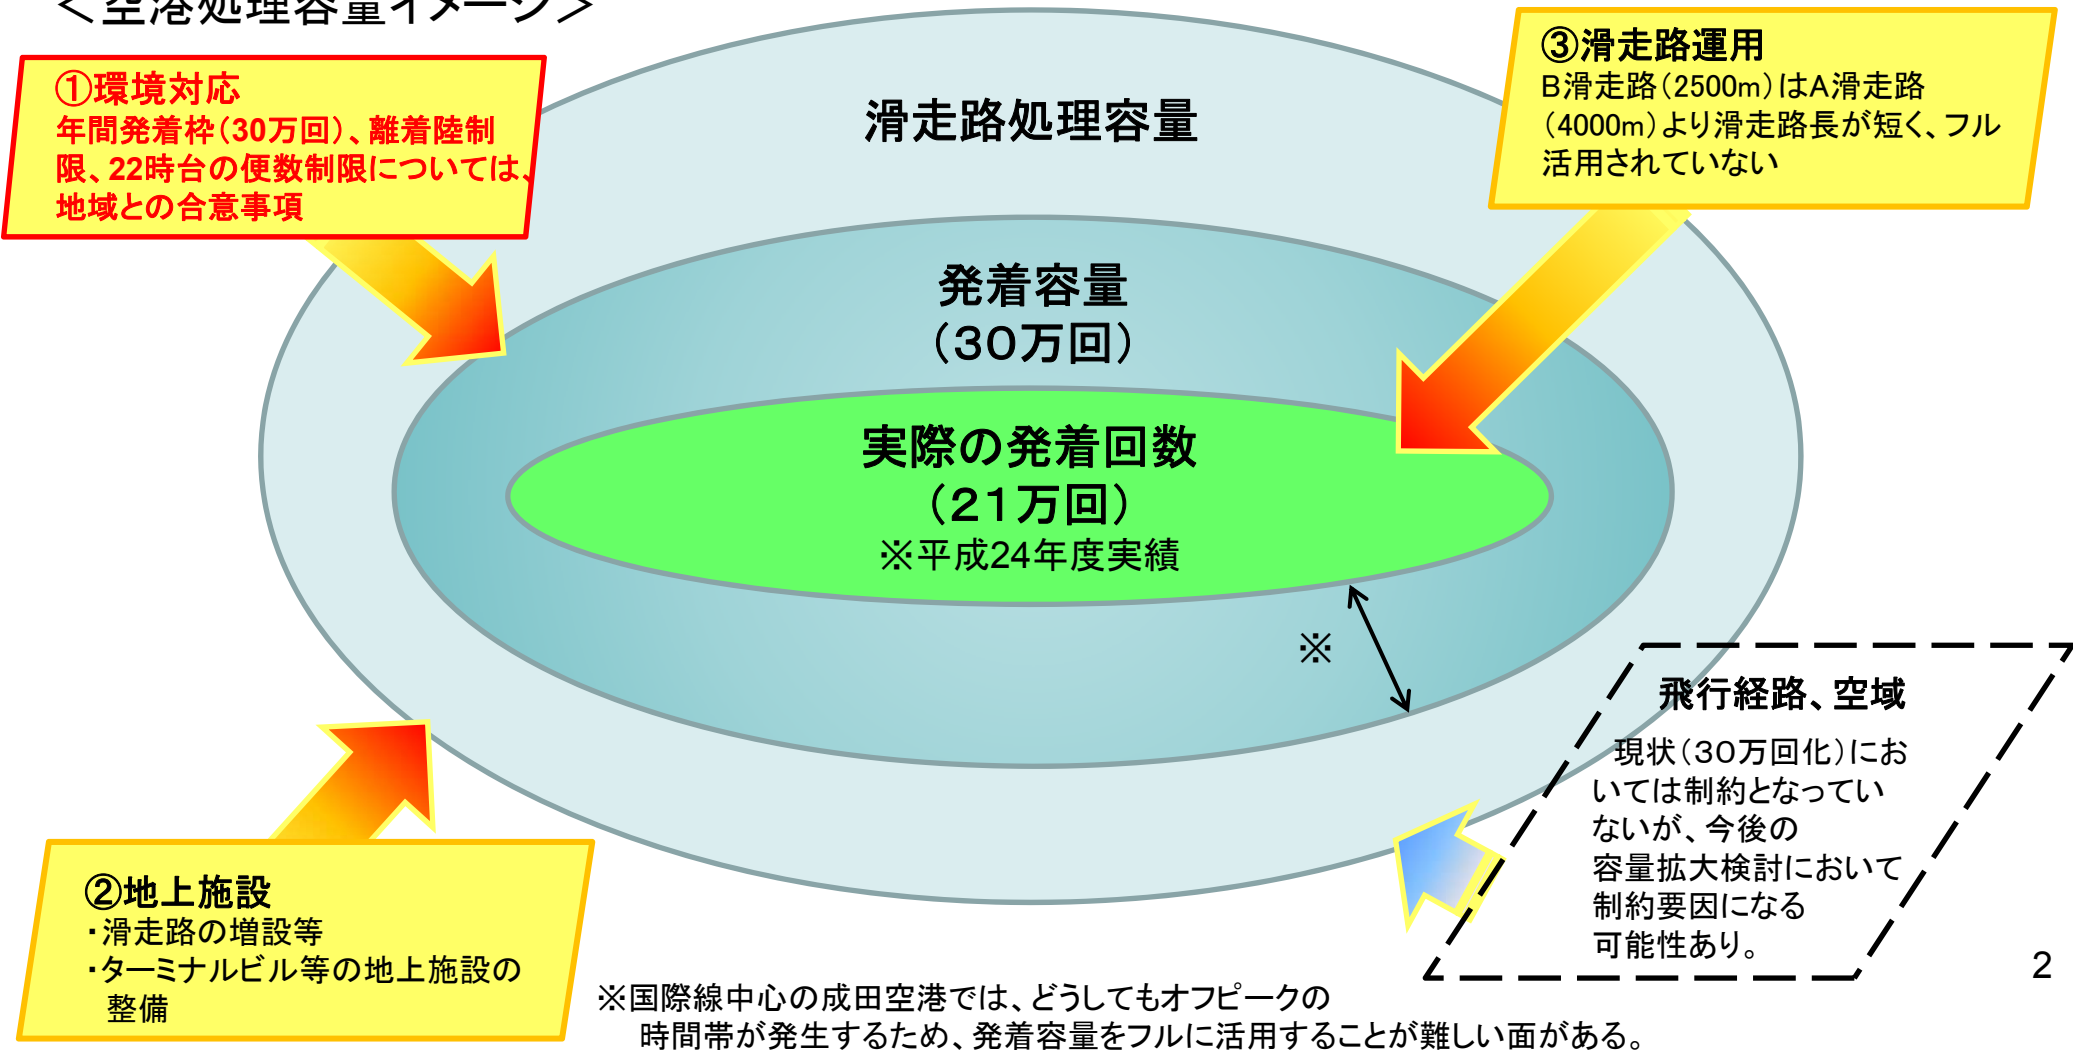 ＜空港処理容量イメージ＞
①環境対応
年間発着枠（30万回）、離着陸制
限、22時台の便数制限については、
地域との合意事項
③滑走路運用
B滑走路（2500m）はA滑走路
（4000m）より滑走路長が短く、フル
活用されていない
滑走路処理容量
発着容量
（30万回）
実際の発着回数
（21万回）
※平成24年度実績
※
飛行経路、空域
現状（30万回化）にお
いては制約となってい
ないが、今後の
容量拡大検討において
制約要因になる
可能性あり。
②地上施設
・滑走路の増設等
・ターミナルビル等の地上施設の
整備
※国際線中心の成田空港では、どうしてもオフピークの
時間帯が発生するため、発着容量をフルに活用することが難しい面がある。
2